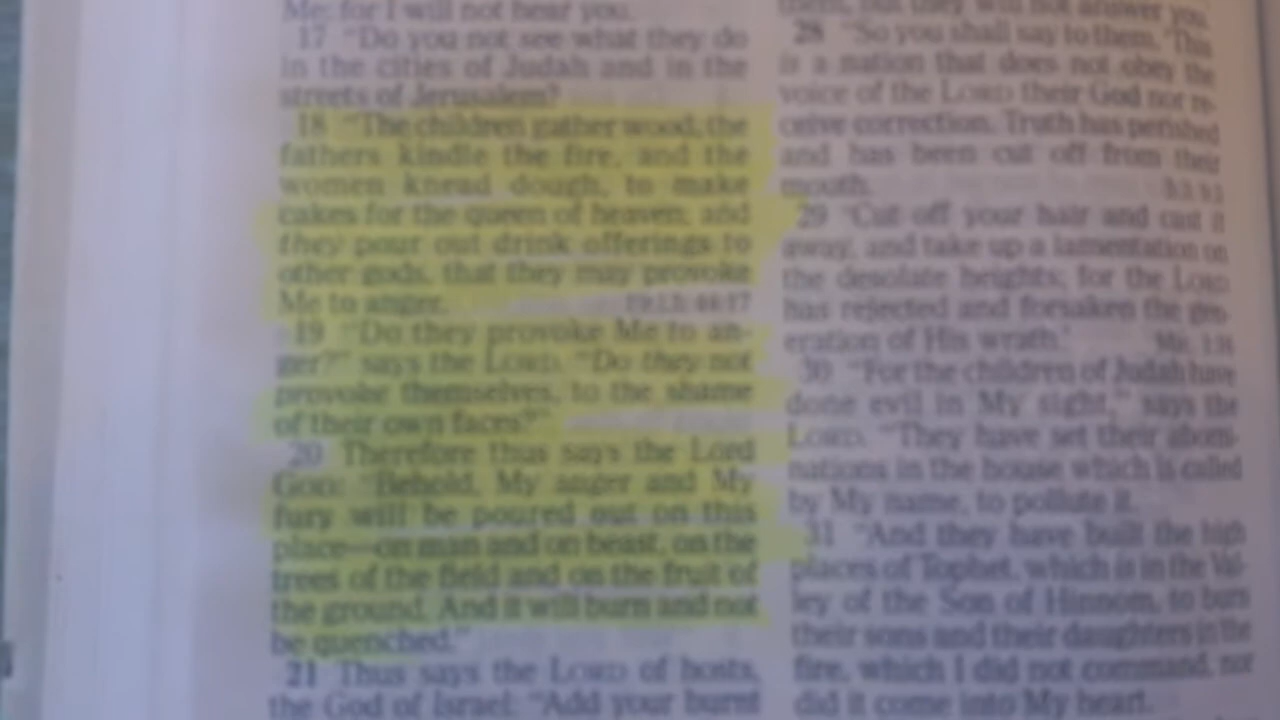 Me; for I will not hear you.
17 "Do you not see what they do
in the cities of Judah and in the
streets of Jerusalem?
18 "The children gather wood, the
fathers kindle the fire, and the
women knead dough, to make
cakes for the queen of heaven; and
they pour out drink offerings to
other gods, that they may provoke
Me to anger.
19 "Do they provoke Me to an-
ger?" says the LORD. "Do they not
provoke themselves, to the shame
of their own faces?"
20 Therefore thus says the Lord
GOD: "Behold, My anger and My
fury will be poured out on this
place—on man and on beast, on the
trees of the field and on the fruit of
the ground. And it will burn and not
be quenched."
21 Thus says the LORD of hosts,
the God of Israel: "Add your burnt
them, but they will not answer you.
28 "So you shall say to them, 'This
is a nation that does not obey the
voice of the LORD their God nor re-
ceive correction. Truth has perished
and has been cut off from their
mouth.
29 'Cut off your hair and cast it
away, and take up a lamentation on
the desolate heights; for the LORD
has rejected and forsaken the gen-
eration of His wrath.'
30 "For the children of Judah have
done evil in My sight," says the
LORD. "They have set their abom-
inations in the house which is called
by My name, to pollute it.
31 "And they have built the high
places of Tophet, which is in the Val-
ley of the Son of Hinnom, to burn
their sons and their daughters in the
fire, which I did not command, nor
did it come into My heart.